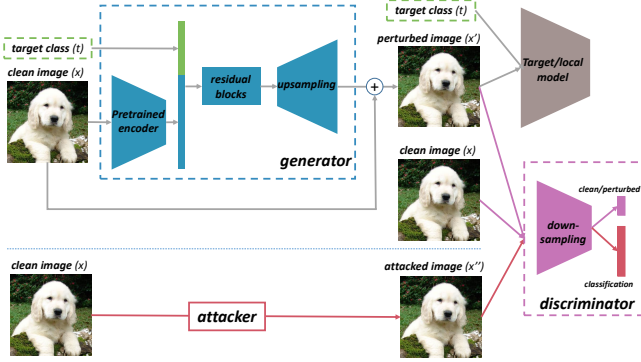 target class (t)
target class (t)
clean image (x)
perturbed image (x')
Pretrained
encoder
residual
blocks
upsampling
+
Target/local
model
generator
clean image (x)
clean/perturbed
down-
sampling
classification
discriminator
clean image (x)
attacker
attacked image (x'')